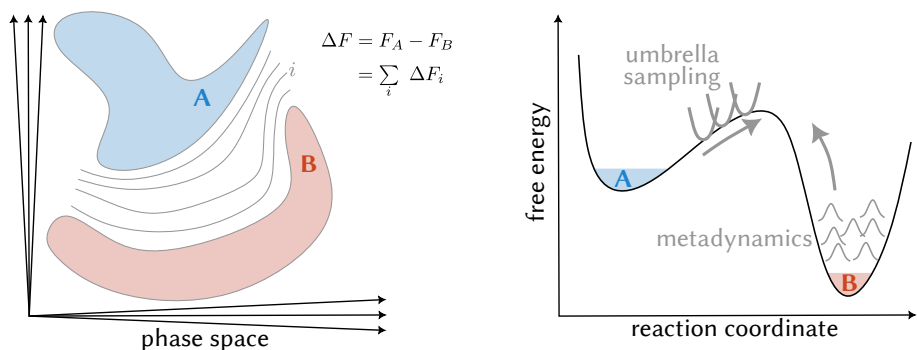 A
i
B
ΔF = F_A − F_B
= ∑_i ΔF_i
phase space
umbrella
sampling
A
metadynamics
B
free energy
reaction coordinate